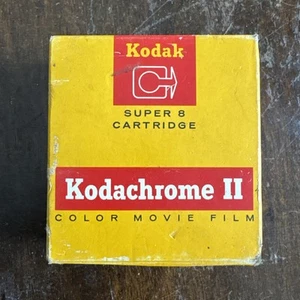 Kodak
SUPER 8
CARTRIDGE
Kodachrome II
COLOR MOVIE FILM